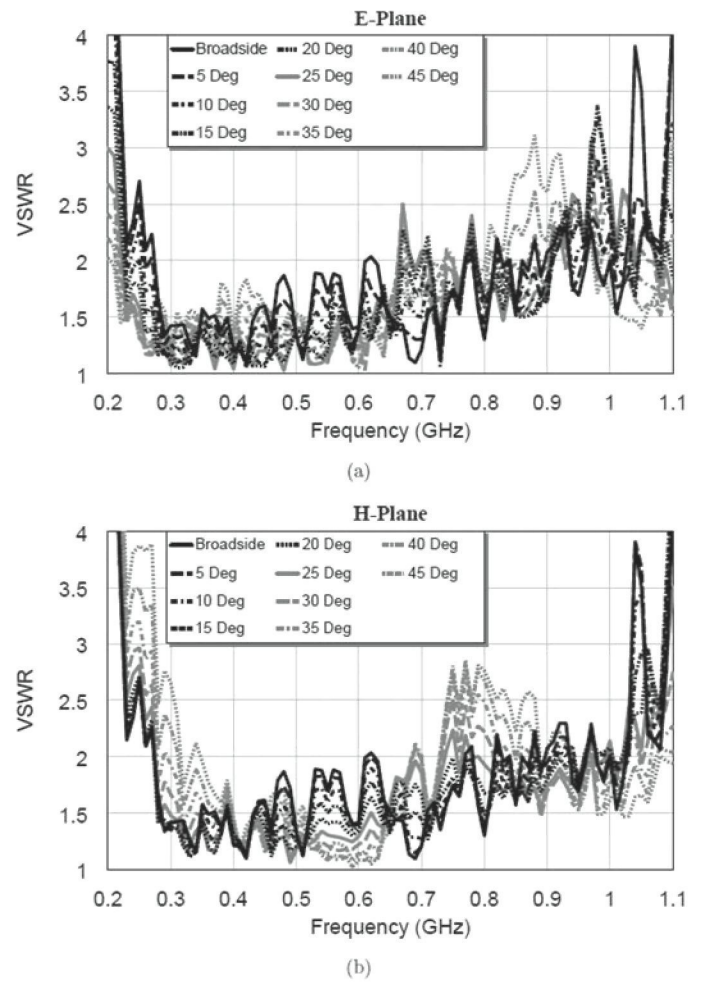 E-Plane
4
3.5
3
2.5
2
1.5
1
VSWR
Broadside
5 Deg
10 Deg
15 Deg
20 Deg
25 Deg
30 Deg
35 Deg
40 Deg
45 Deg
0.2 0.3 0.4 0.5 0.6 0.7 0.8 0.9 1 1.1
Frequency (GHz)
(a)
H-Plane
4
3.5
3
2.5
2
1.5
1
VSWR
Broadside
5 Deg
10 Deg
15 Deg
20 Deg
25 Deg
30 Deg
35 Deg
40 Deg
45 Deg
0.2 0.3 0.4 0.5 0.6 0.7 0.8 0.9 1 1.1
Frequency (GHz)
(b)